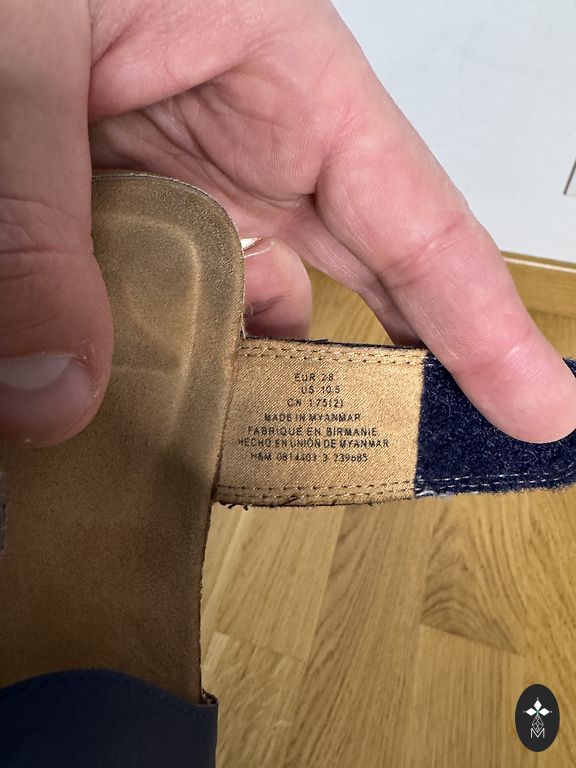 EUR 28
US 10.5
CN 175(2)
MADE IN MYANMAR
FABRIQUE EN BIRMANIE
HECHO EN UNIÓN DE MYANMAR
H&M 0814403 3 239685
M